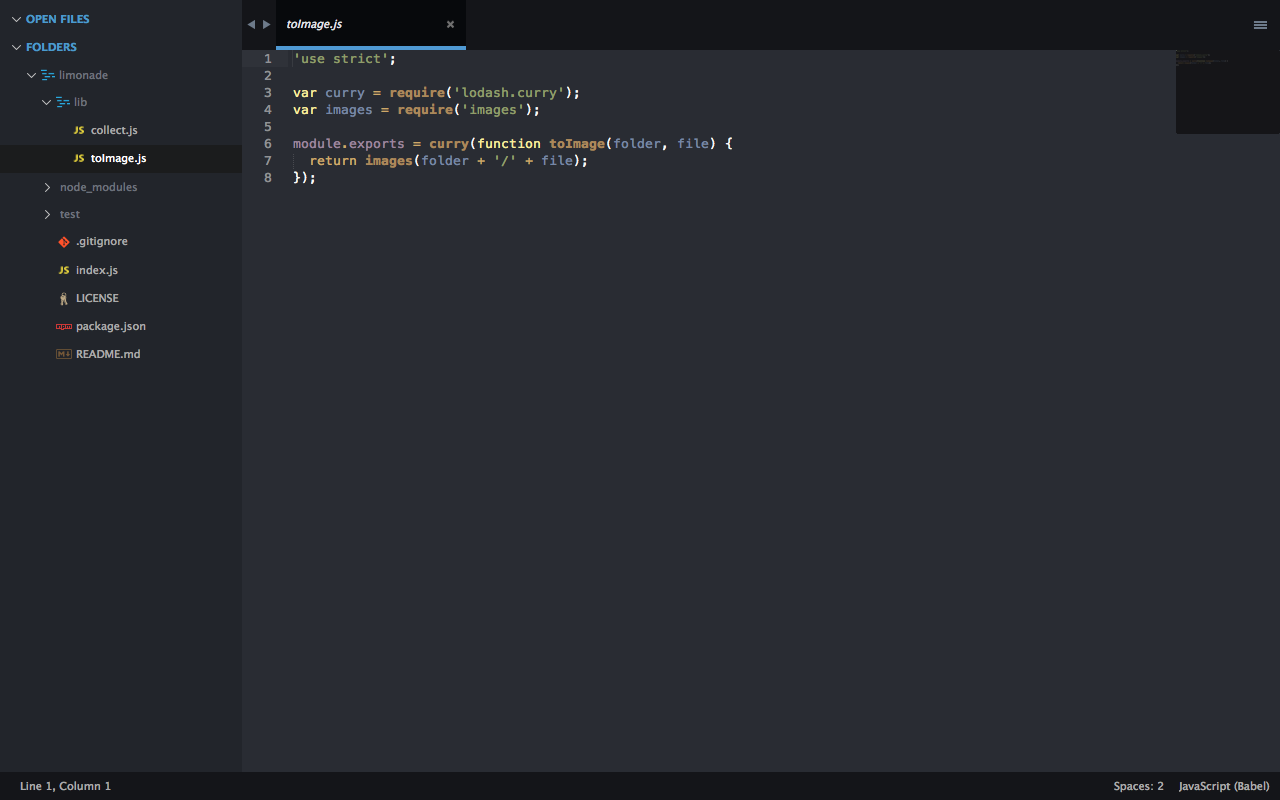 OPEN FILES
FOLDERS
limonade
lib
JS collect.js
JS toImage.js
node_modules
test
.gitignore
JS index.js
LICENSE
npm package.json
M↓ README.md
toImage.js ×
1 'use strict';
2
3 var curry = require('lodash.curry');
4 var images = require('images');
5
6 module.exports = curry(function toImage(folder, file) {
7   return images(folder + '/' + file);
8 });
Line 1, Column 1
Spaces: 2 JavaScript (Babel)